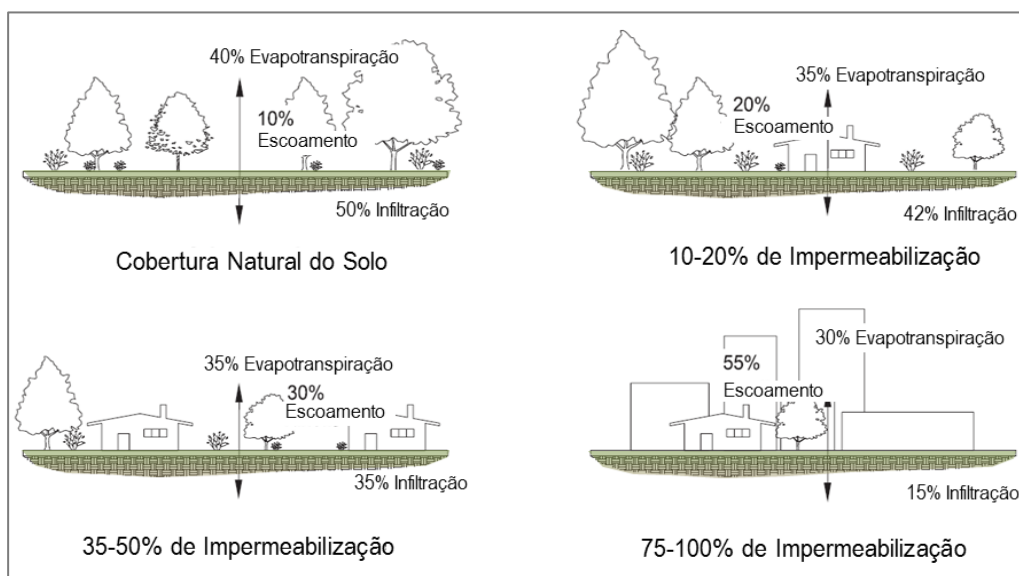 40% Evapotranspiração
10%
Escoamento
50% Infiltração
Cobertura Natural do Solo
35% Evapotranspiração
20%
Escoamento
42% Infiltração
10-20% de Impermeabilização
35% Evapotranspiração
30%
Escoamento
35% Infiltração
35-50% de Impermeabilização
30% Evapotranspiração
55%
Escoamento
15% Infiltração
75-100% de Impermeabilização